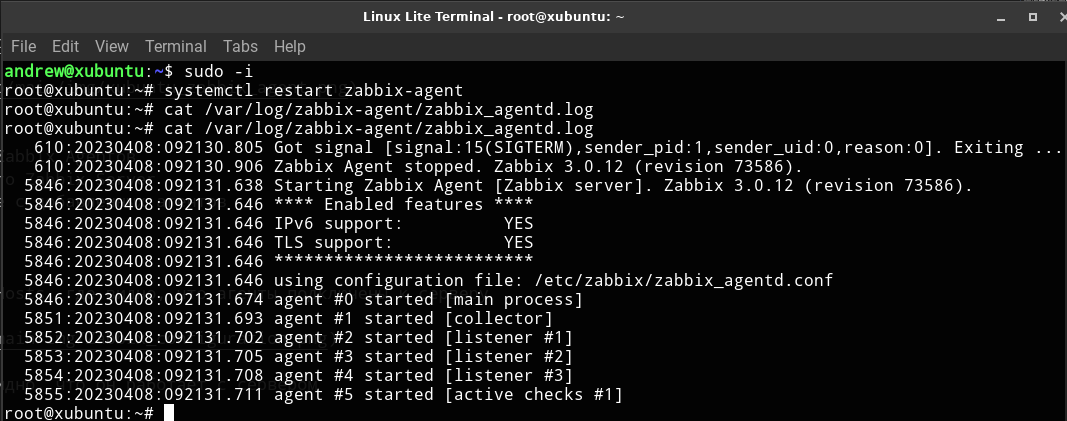 Linux Lite Terminal - root@xubuntu: ~
File Edit View Terminal Tabs Help
andrew@xubuntu:~$ sudo -i
root@xubuntu:~# systemctl restart zabbix-agent
root@xubuntu:~# cat /var/log/zabbix-agent/zabbix_agentd.log
root@xubuntu:~# cat /var/log/zabbix-agent/zabbix_agentd.log
610:20230408:092130.805 Got signal [signal:15(SIGTERM),sender_pid:1,sender_uid:0,reason:0]. Exiting ...
610:20230408:092130.906 Zabbix Agent stopped. Zabbix 3.0.12 (revision 73586).
5846:20230408:092131.638 Starting Zabbix Agent [Zabbix server]. Zabbix 3.0.12 (revision 73586).
5846:20230408:092131.646 **** Enabled features ****
5846:20230408:092131.646 IPv6 support:          YES
5846:20230408:092131.646 TLS support:           YES
5846:20230408:092131.646 **************************
5846:20230408:092131.646 using configuration file: /etc/zabbix/zabbix_agentd.conf
5846:20230408:092131.674 agent #0 started [main process]
5851:20230408:092131.693 agent #1 started [collector]
5852:20230408:092131.702 agent #2 started [listener #1]
5853:20230408:092131.705 agent #3 started [listener #2]
5854:20230408:092131.708 agent #4 started [listener #3]
5855:20230408:092131.711 agent #5 started [active checks #1]
root@xubuntu:~#